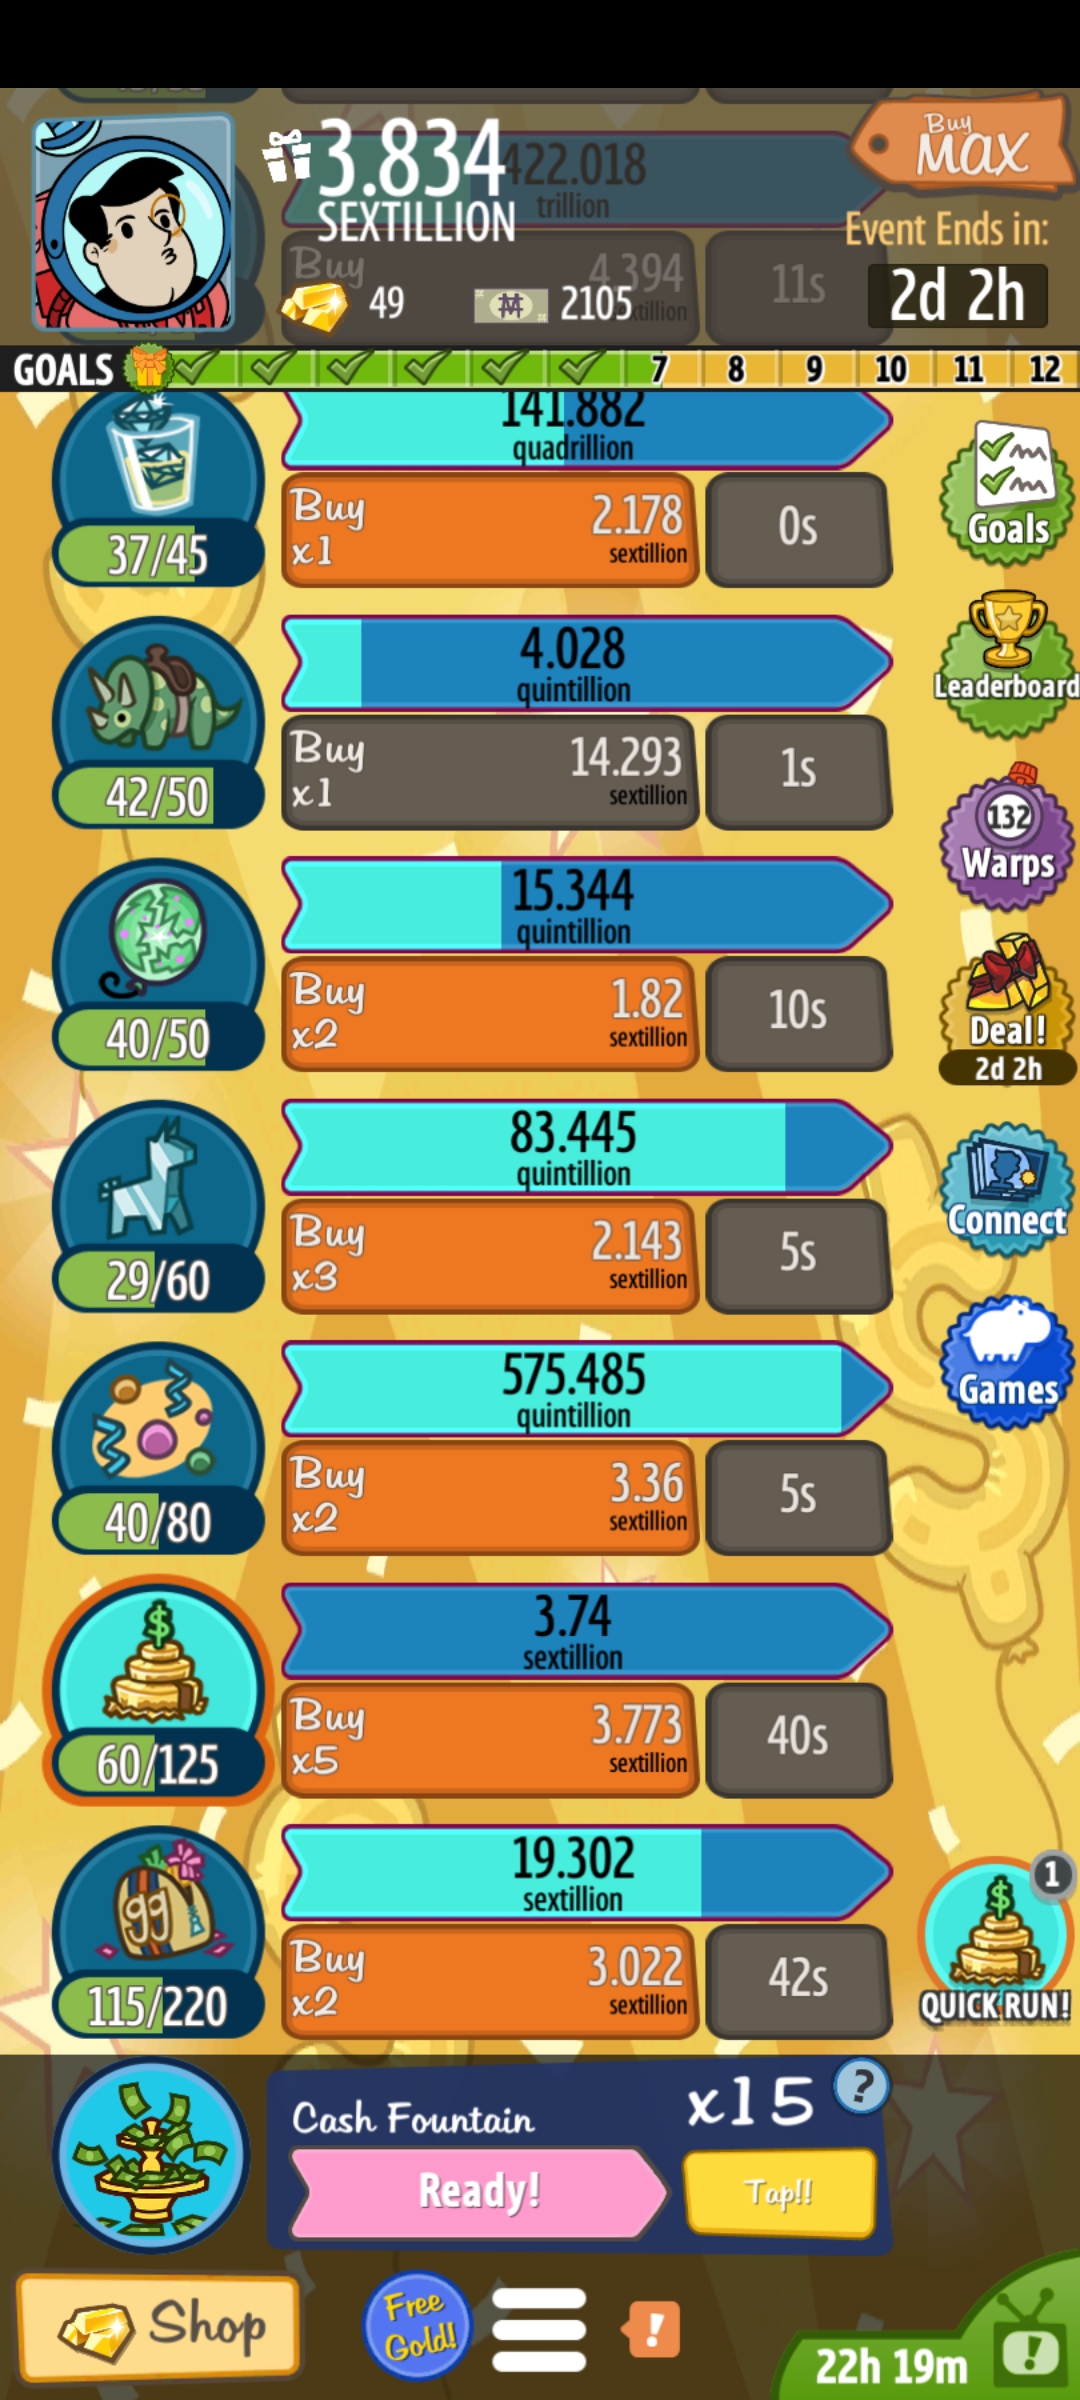 3.834
SEXTILLION
422.018
trillion
Buy
MAX
Event Ends in:
2d 2h
Buy
4.394
11s
49
2105
GOALS
7
8
9
10
11
12
141.882
quadrillion
Buy
x1
2.178
sextillion
0s
37/45
Goals
4.028
quintillion
Buy
x1
14.293
sextillion
1s
42/50
Leaderboard
15.344
quintillion
Buy
x2
1.82
sextillion
10s
40/50
132
Warps
Deal!
2d 2h
83.445
quintillion
Buy
x3
2.143
sextillion
5s
29/60
Connect
575.485
quintillion
Buy
x2
3.36
sextillion
5s
40/80
Games
$
3.74
sextillion
Buy
x5
3.773
sextillion
40s
60/125
99
19.302
sextillion
Buy
x2
3.022
sextillion
42s
115/220
1
$
QUICK RUN!
Cash Fountain
x15
?
Ready!
Tap!!
Shop
Free
Gold!
!
22h 19m
!